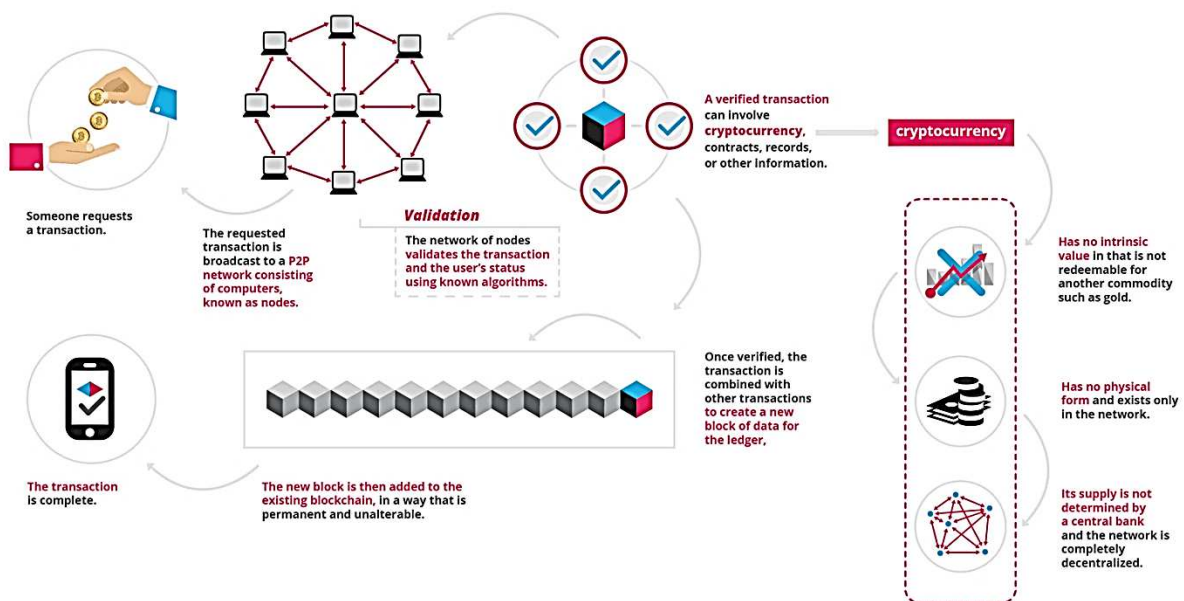 Someone requests
a transaction.
The requested
transaction is
broadcast to a P2P
network consisting
of computers,
known as nodes.
Validation
The network of nodes
validates the transaction
and the user's status
using known algorithms.
A verified transaction
can involve
cryptocurrency,
contracts, records,
or other information.
cryptocurrency
Has no intrinsic
value in that is not
redeemable for
another commodity
such as gold.
Has no physical
form and exists only
in the network.
Its supply is not
determined by
a central bank
and the network is
completely
decentralized.
Once verified, the
transaction is
combined with
other transactions
to create a new
block of data for
the ledger,
The new block is then added to the
existing blockchain, in a way that is
permanent and unalterable.
The transaction
is complete.